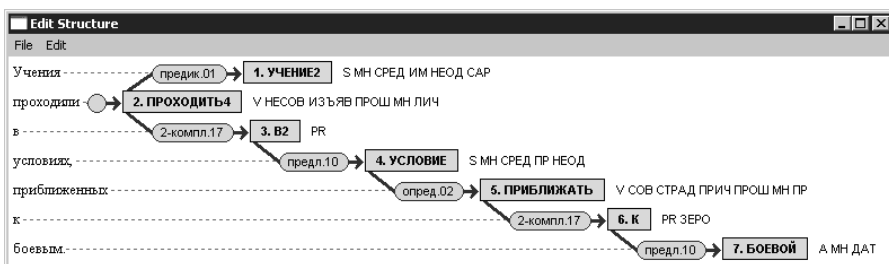 Edit Structure
File Edit
Учения предик.01 1. УЧЕНИЕ2 S МН СРЕД ИМ НЕОД CAP
проходили 2. ПРОХОДИТЬ4 V НЕСОВ ИЗЪЯВ ПРОШ МН ЛИЧ
в 2-компл.17 3. В2 PR
условиях, предл.10 4. УСЛОВИЕ S МН СРЕД ПР НЕОД
приближенных опред.02 5. ПРИБЛИЖАТЬ V СОВ СТРАД ПРИЧ ПРОШ МН ПР
к 2-компл.17 6. К PR ЗЕРО
боевым. предл.10 7. БОЕВОЙ A МН ДАТ